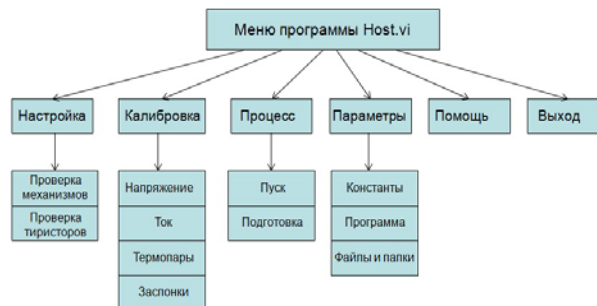 Меню программы Host.vi
Настройка
Калибровка
Процесс
Параметры
Помощь
Выход
Проверка
механизмов
Проверка
тиристоров
Напряжение
Ток
Термопары
Заслонки
Пуск
Подготовка
Константы
Программа
Файлы и папки